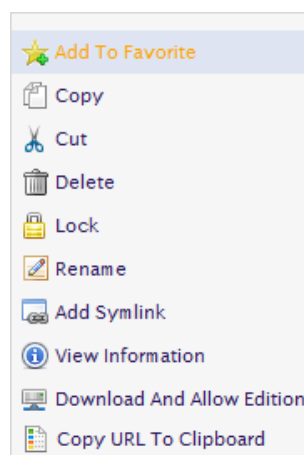 Add To Favorite
Copy
Cut
Delete
Lock
Rename
Add Symlink
View Information
Download And Allow Edition
Copy URL To Clipboard